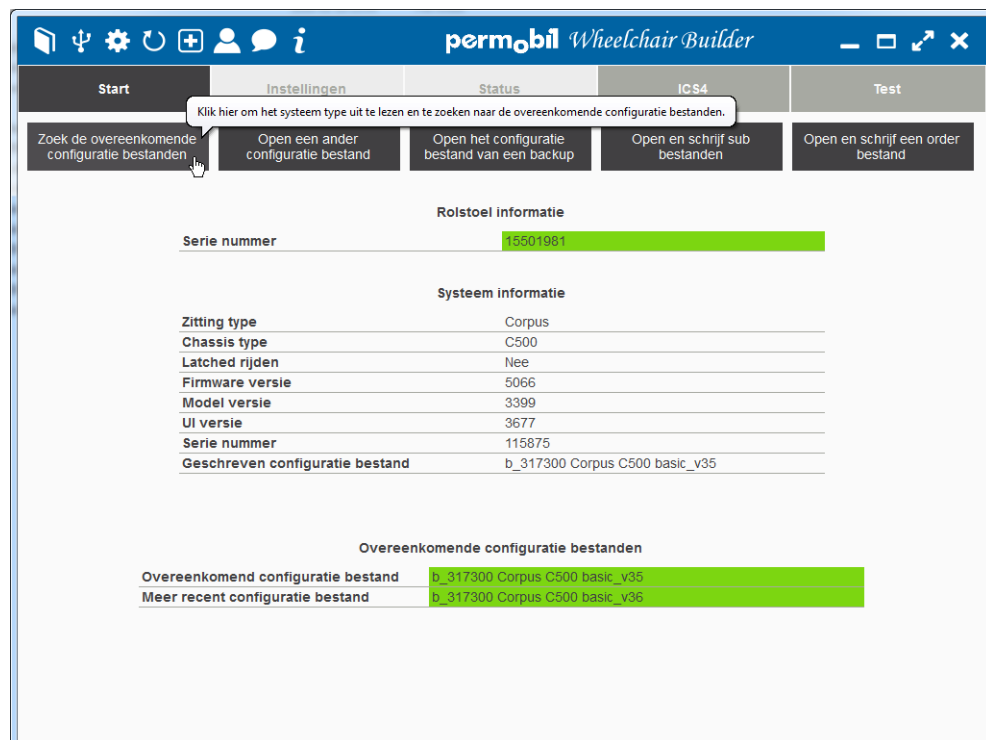 permobil Wheelchair Builder
Start Instellingen Status ICS4 Test
Klik hier om het systeem type uit te lezen en te zoeken naar de overeenkomende configuratie bestanden.
Zoek de overeenkomende
configuratie bestanden
Open een ander
configuratie bestand
Open het configuratie
bestand van een backup
Open en schrijf sub
bestanden
Open en schrijf een order
bestand
Rolstoel informatie
Serie nummer 15501981
Systeem informatie
Zitting type Corpus
Chassis type C500
Latched rijden Nee
Firmware versie 5066
Model versie 3399
UI versie 3677
Serie nummer 115875
Geschreven configuratie bestand b_317300 Corpus C500 basic_v35
Overeenkomende configuratie bestanden
Overeenkomend configuratie bestand b_317300 Corpus C500 basic_v35
Meer recent configuratie bestand b_317300 Corpus C500 basic_v36